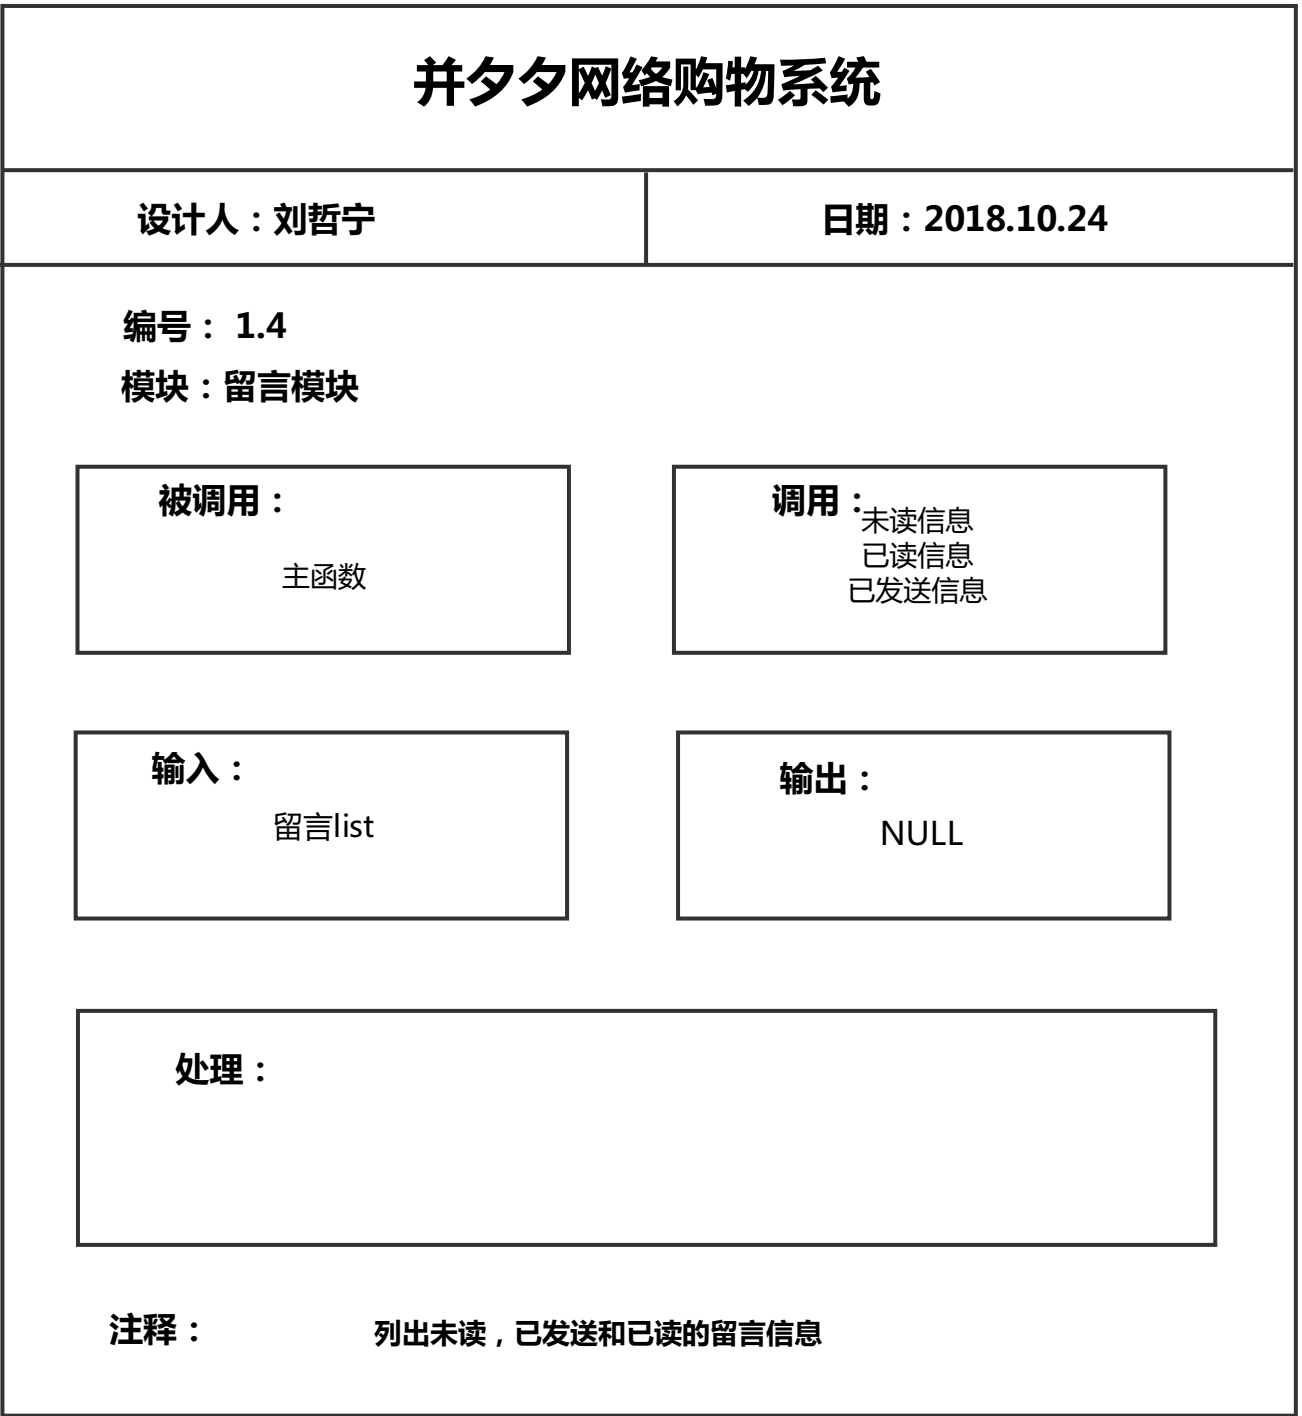 并夕夕网络购物系统
设计人：刘哲宁
日期：2018.10.24
编号： 1.4
模块：留言模块
被调用：
主函数
调用：
未读信息
已读信息
已发送信息
输入：
留言list
输出：
NULL
处理：
注释：
列出未读，已发送和已读的留言信息